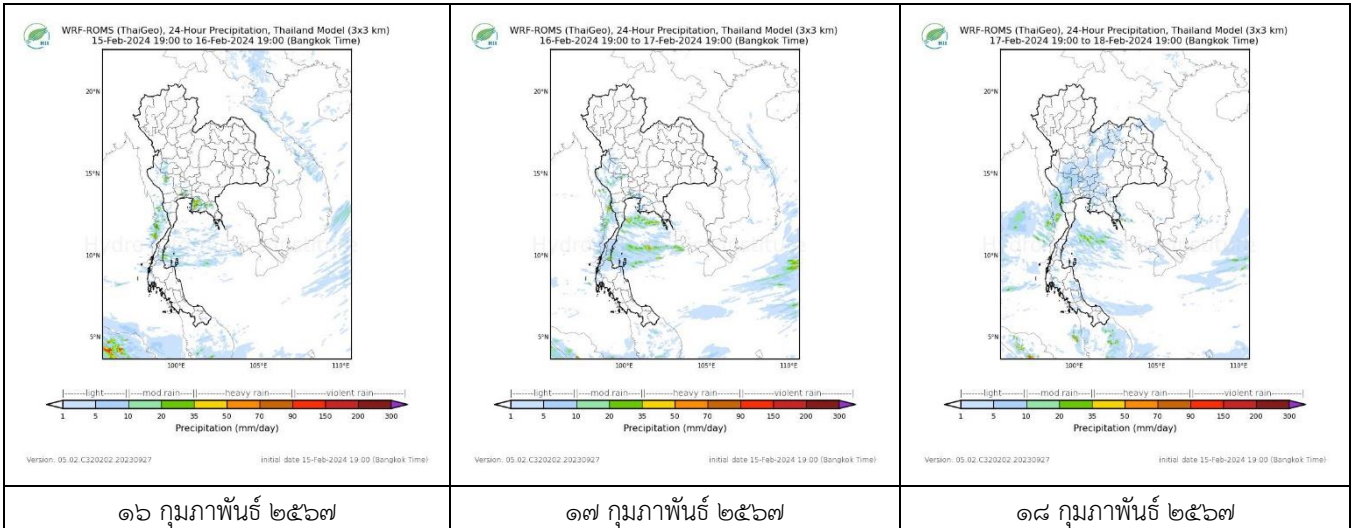 WRF-ROMS (ThaiGeo), 24-Hour Precipitation, Thailand Model (3x3 km)
15-Feb-2024 19:00 to 16-Feb-2024 19:00 (Bangkok Time)
20°N
15°N
10°N
5°N
100°E 105°E 110°E
light mod rain heavy rain violent rain
1 5 10 20 35 50 70 90 150 200 300
Precipitation (mm/day)
Version: 05.02.C320202.20230927 initial date 15-Feb-2024 19:00 (Bangkok Time)
๑๖ กุมภาพันธ์ ๒๕๖๗
WRF-ROMS (ThaiGeo), 24-Hour Precipitation, Thailand Model (3x3 km)
16-Feb-2024 19:00 to 17-Feb-2024 19:00 (Bangkok Time)
20°N
15°N
10°N
5°N
100°E 105°E 110°E
light mod rain heavy rain violent rain
1 5 10 20 35 50 70 90 150 200 300
Precipitation (mm/day)
Version: 05.02.C320202.20230927 initial date 15-Feb-2024 19:00 (Bangkok Time)
๑๗ กุมภาพันธ์ ๒๕๖๗
WRF-ROMS (ThaiGeo), 24-Hour Precipitation, Thailand Model (3x3 km)
17-Feb-2024 19:00 to 18-Feb-2024 19:00 (Bangkok Time)
20°N
15°N
10°N
5°N
100°E 105°E 110°E
light mod rain heavy rain violent rain
1 5 10 20 35 50 70 90 150 200 300
Precipitation (mm/day)
Version: 05.02.C320202.20230927 initial date 15-Feb-2024 19:00 (Bangkok Time)
๑๘ กุมภาพันธ์ ๒๕๖๗